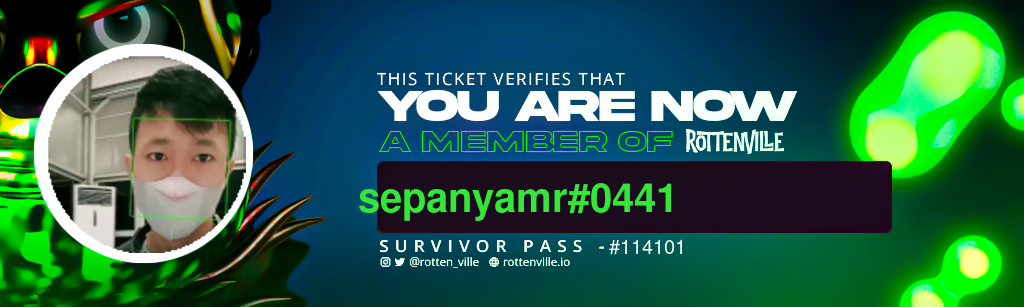 THIS TICKET VERIFIES THAT
YOU ARE NOW
A MEMBER OF ROTTENVILLE
sepanyamr#0441
SURVIVOR PASS - #114101
@rotten_ville rottenville.io